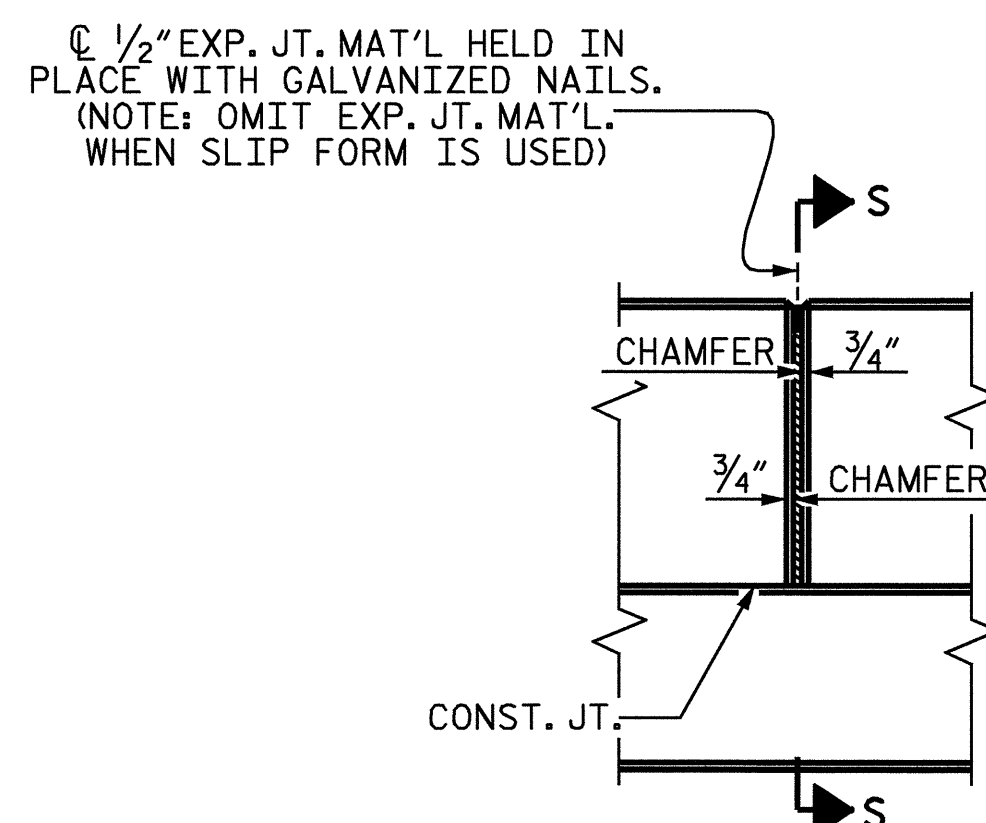 ℄ 1/2" EXP. JT. MAT'L HELD IN
PLACE WITH GALVANIZED NAILS.
(NOTE: OMIT EXP. JT. MAT'L.
WHEN SLIP FORM IS USED)
S
CHAMFER 3/4"
3/4" CHAMFER
CONST. JT.
S